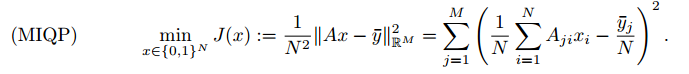 (MIQP) $\min_{x \in \{0,1\}^N} J(x) := \frac{1}{N^2} \|Ax - \bar{y}\|_{\mathbb{R}^M}^2 = \sum_{j=1}^{M} \left( \frac{1}{N} \sum_{i=1}^{N} A_{ji} x_i - \frac{\bar{y}_j}{N} \right)^2 .$